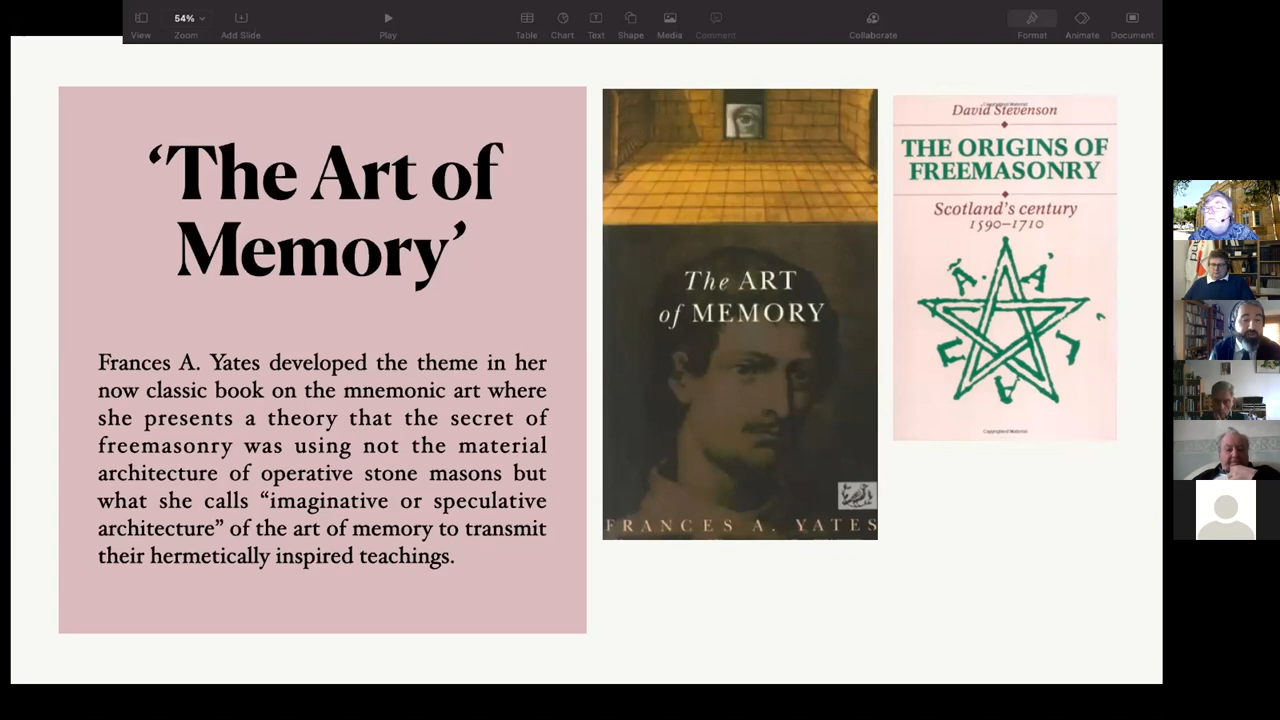 54%
View
Zoom
Add Slide
Play
Table
Chart
Text
Shape
Media
Comment
Collaborate
Format
Animate
Document
‘The Art of
Memory’
Frances A. Yates developed the theme in her
now classic book on the mnemonic art where
she presents a theory that the secret of
freemasonry was using not the material
architecture of operative stone masons but
what she calls “imaginative or speculative
architecture” of the art of memory to transmit
their hermetically inspired teachings.
The ART
of MEMORY
FRANCES A. YATES
Copyrighted Material
David Stevenson
THE ORIGINS OF
FREEMASONRY
Scotland's century
1590–1710
Copyrighted Material